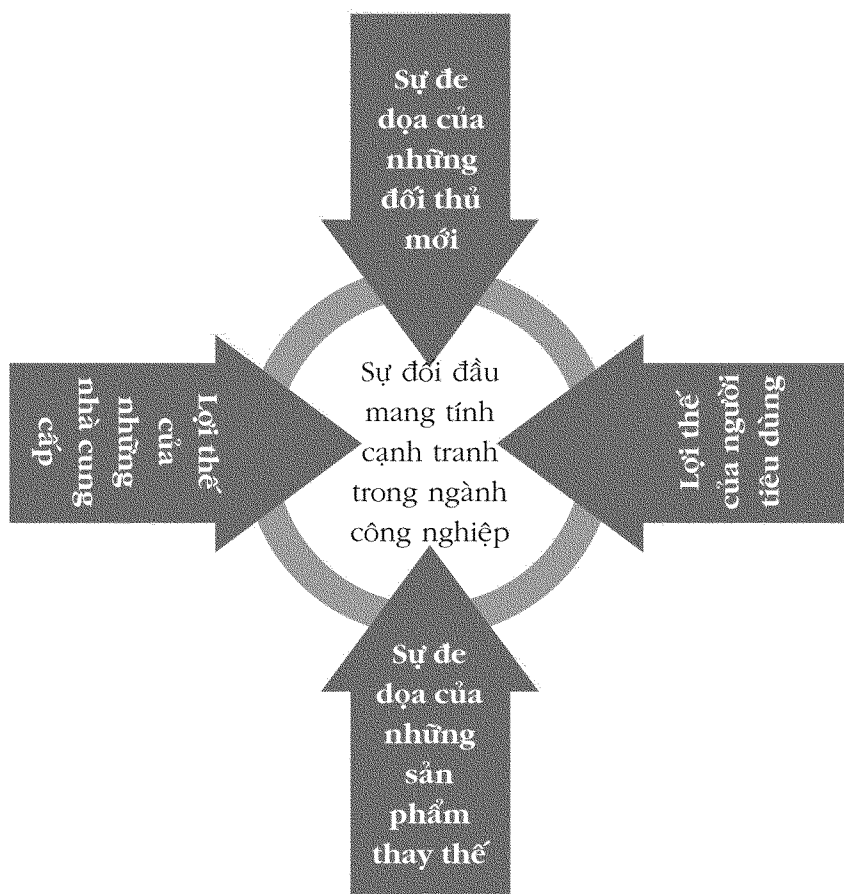 Sự đe
dọa của
những
đối thủ
mới
Lợi thế
của
những
nhà cung
cấp
Sự đối đầu
mang tính
cạnh tranh
trong ngành
công nghiệp
Lợi thế
của người
tiêu dùng
Sự đe
dọa của
những
sản
phẩm
thay thế